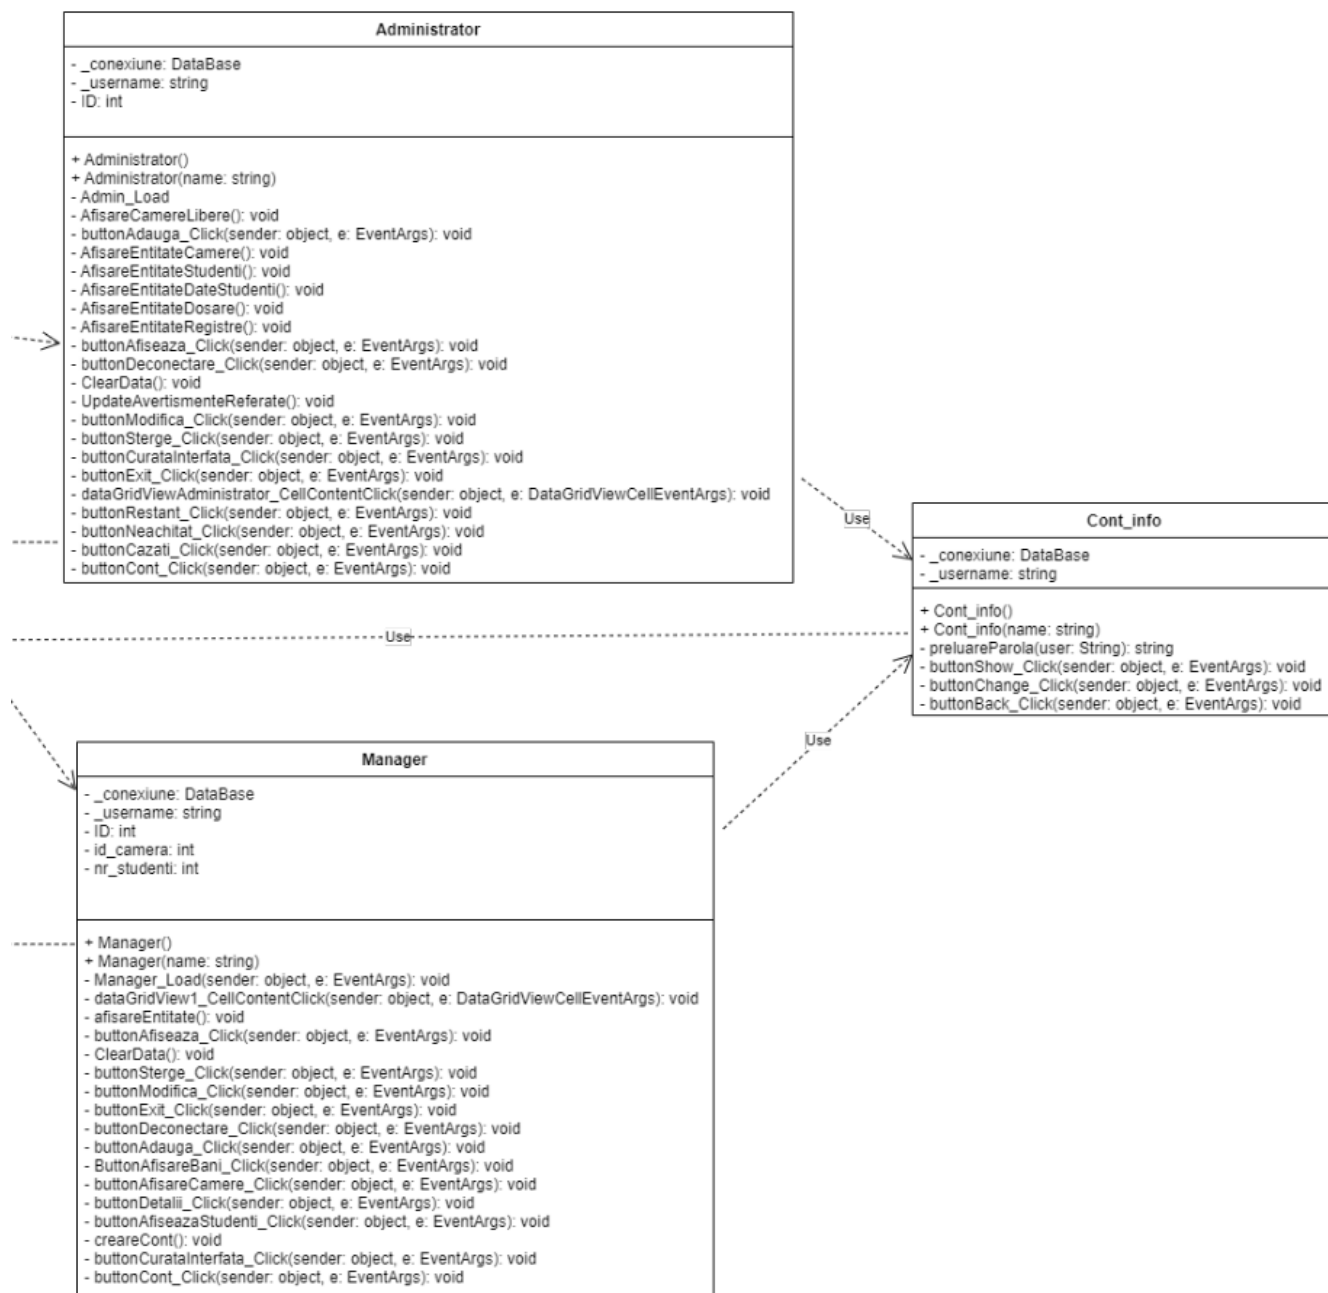 Administrator
- _conexiune: DataBase
- _username: string
- ID: int
+ Administrator()
+ Administrator(name: string)
- Admin_Load
- AfisareCamereLibere(): void
- buttonAdauga_Click(sender: object, e: EventArgs): void
- AfisareEntitateCamere(): void
- AfisareEntitateStudenti(): void
- AfisareEntitateDateStudenti(): void
- AfisareEntitateDosare(): void
- AfisareEntitateRegistre(): void
- buttonAfiseaza_Click(sender: object, e: EventArgs): void
- buttonDeconectare_Click(sender: object, e: EventArgs): void
- ClearData(): void
- UpdateAvertismenteReferate(): void
- buttonModifica_Click(sender: object, e: EventArgs): void
- buttonSterge_Click(sender: object, e: EventArgs): void
- buttonCurataInterfata_Click(sender: object, e: EventArgs): void
- buttonExit_Click(sender: object, e: EventArgs): void
- dataGridViewAdministrator_CellContentClick(sender: object, e: DataGridViewCellEventArgs): void
- buttonRestant_Click(sender: object, e: EventArgs): void
- buttonNeachitat_Click(sender: object, e: EventArgs): void
- buttonCazati_Click(sender: object, e: EventArgs): void
- buttonCont_Click(sender: object, e: EventArgs): void
Use
Cont_info
- _conexiune: DataBase
- _username: string
+ Cont_info()
+ Cont_info(name: string)
- preluareParola(user: String): string
- buttonShow_Click(sender: object, e: EventArgs): void
- buttonChange_Click(sender: object, e: EventArgs): void
- buttonBack_Click(sender: object, e: EventArgs): void
Use
Use
Manager
- _conexiune: DataBase
- _username: string
- ID: int
- id_camera: int
- nr_studenti: int
+ Manager()
+ Manager(name: string)
- Manager_Load(sender: object, e: EventArgs): void
- dataGridView1_CellContentClick(sender: object, e: DataGridViewCellEventArgs): void
- afisareEntitate(): void
- buttonAfiseaza_Click(sender: object, e: EventArgs): void
- ClearData(): void
- buttonSterge_Click(sender: object, e: EventArgs): void
- buttonModifica_Click(sender: object, e: EventArgs): void
- buttonExit_Click(sender: object, e: EventArgs): void
- buttonDeconectare_Click(sender: object, e: EventArgs): void
- buttonAdauga_Click(sender: object, e: EventArgs): void
- ButtonAfisareBani_Click(sender: object, e: EventArgs): void
- buttonAfisareCamere_Click(sender: object, e: EventArgs): void
- buttonDetalii_Click(sender: object, e: EventArgs): void
- buttonAfiseazaStudenti_Click(sender: object, e: EventArgs): void
- creareCont(): void
- buttonCurataInterfata_Click(sender: object, e: EventArgs): void
- buttonCont_Click(sender: object, e: EventArgs): void